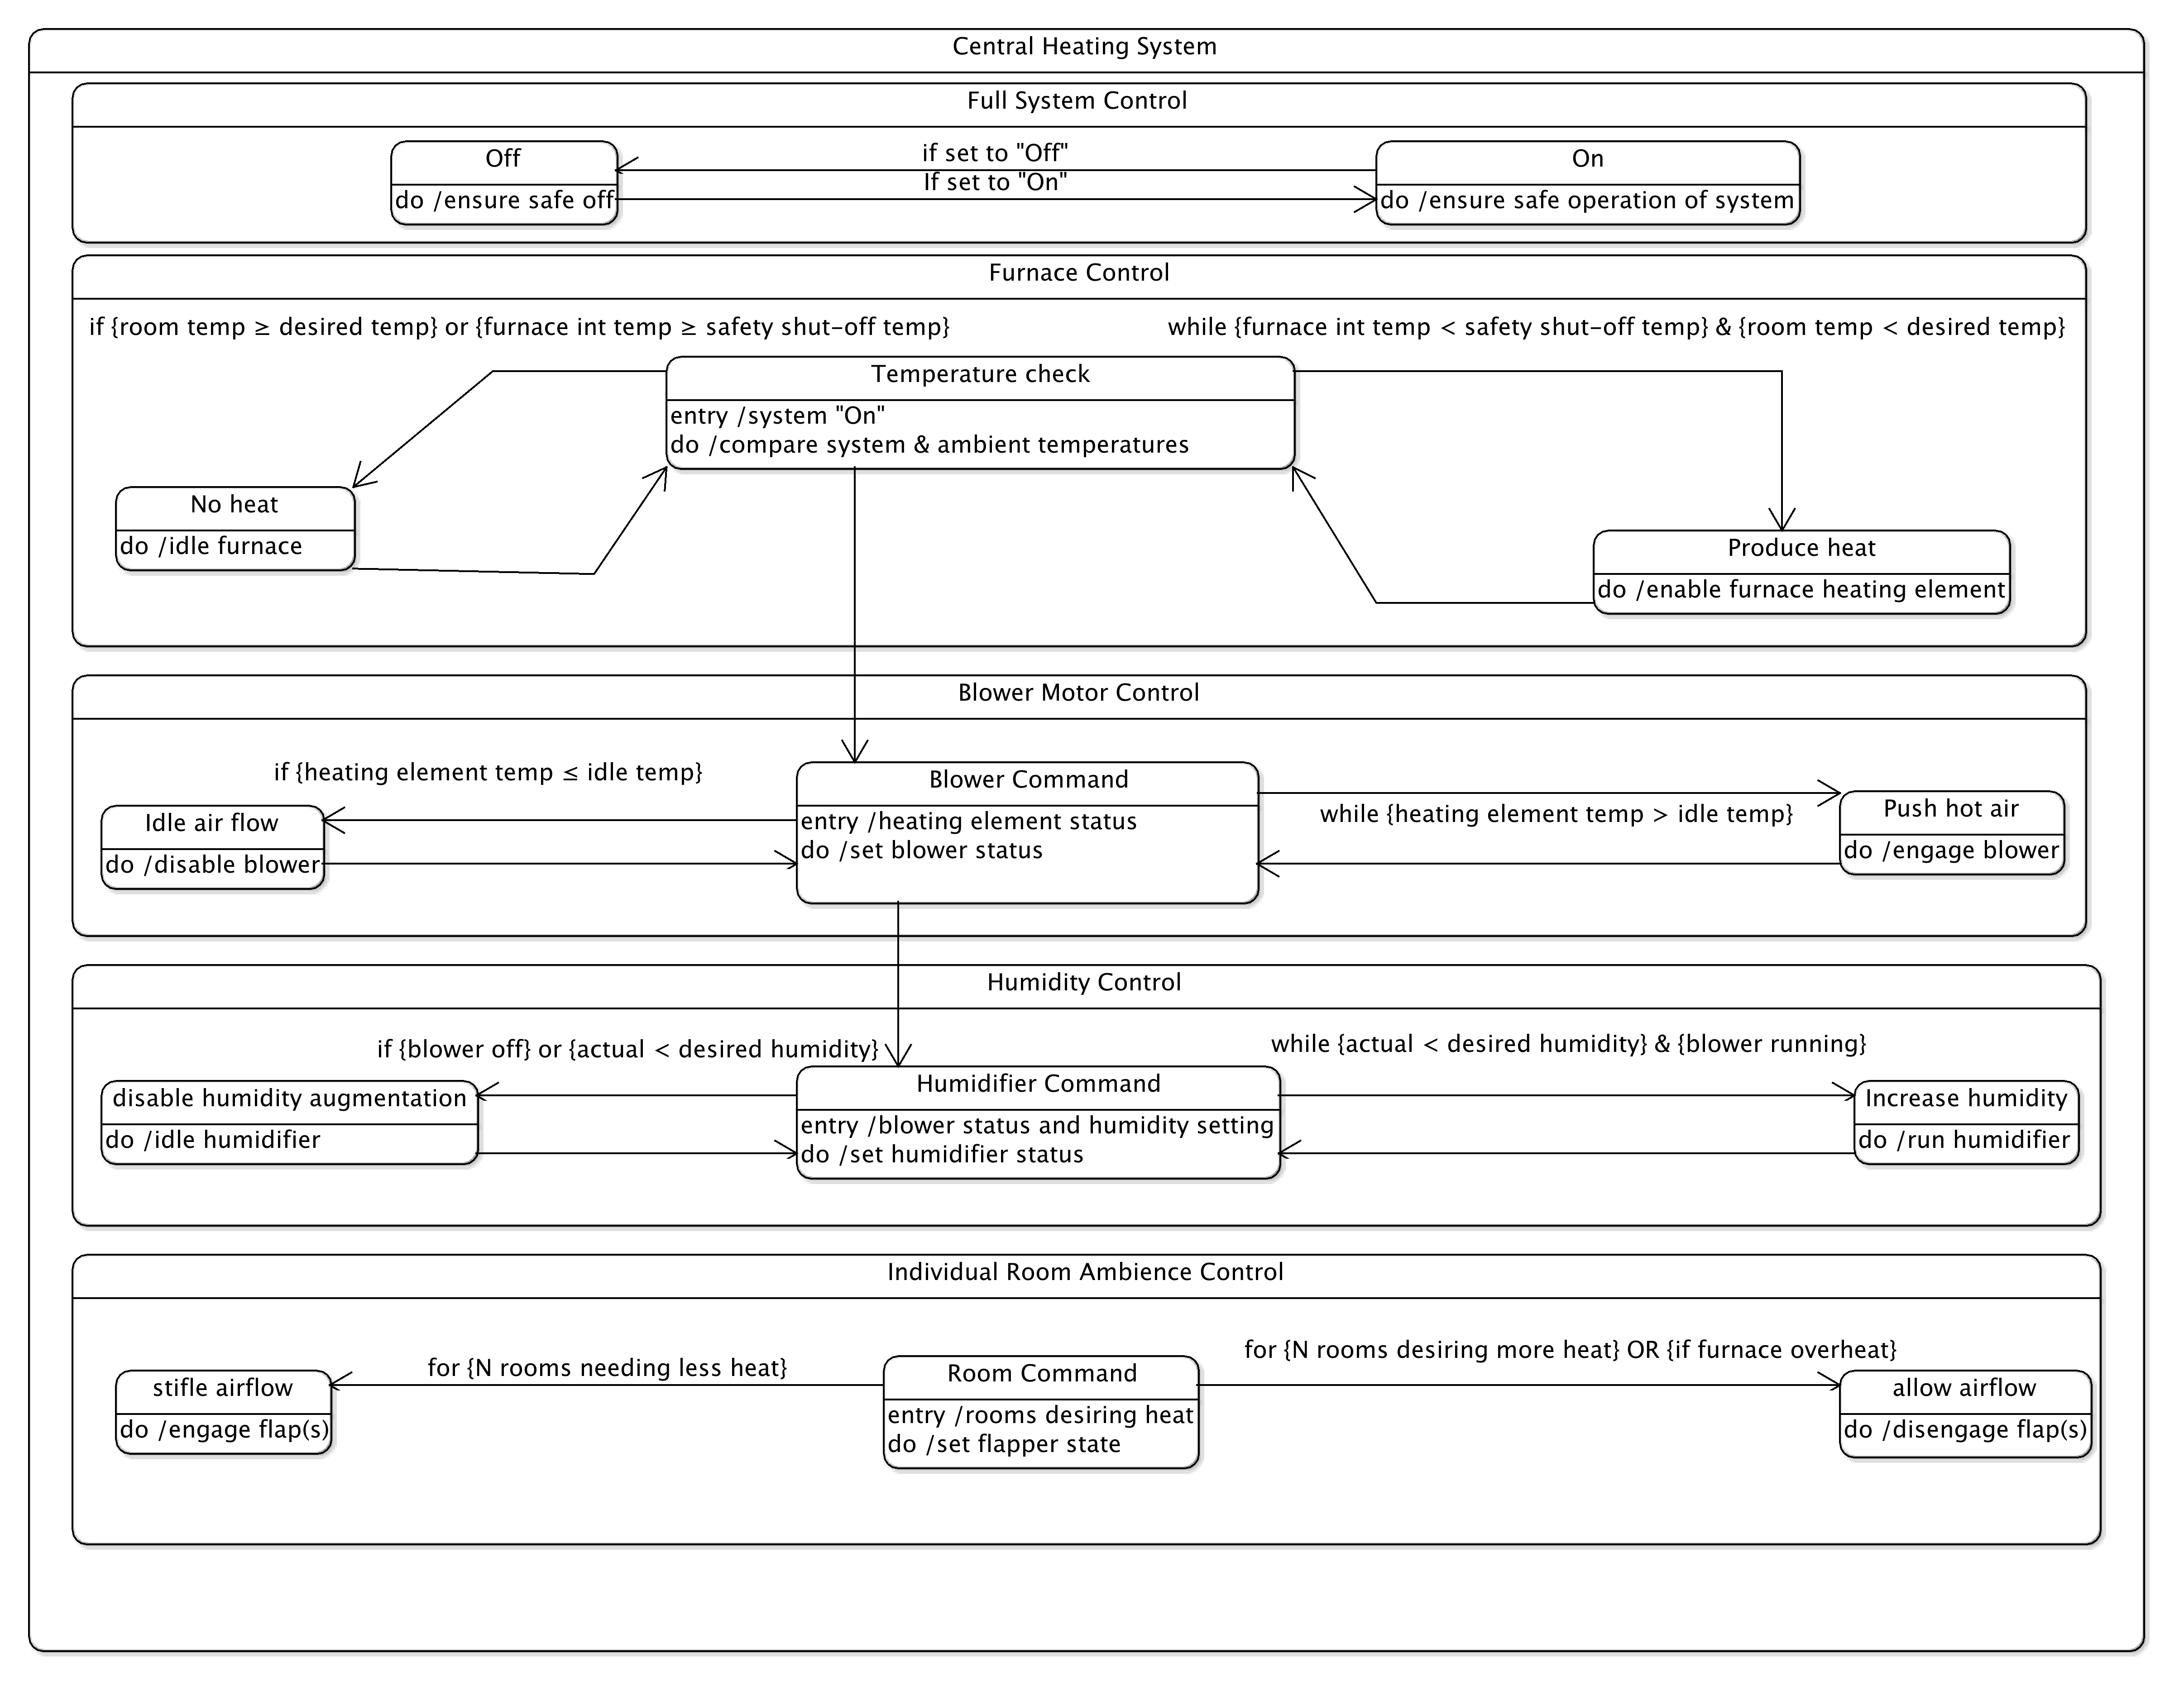 Central Heating System
Full System Control
Off
do /ensure safe off
if set to "Off"
If set to "On"
On
do /ensure safe operation of system
Furnace Control
if {room temp ≥ desired temp} or {furnace int temp ≥ safety shut-off temp}
while {furnace int temp < safety shut-off temp} & {room temp < desired temp}
Temperature check
entry /system "On"
do /compare system & ambient temperatures
No heat
do /idle furnace
Produce heat
do /enable furnace heating element
Blower Motor Control
if {heating element temp ≤ idle temp}
Idle air flow
do /disable blower
Blower Command
entry /heating element status
do /set blower status
while {heating element temp > idle temp}
Push hot air
do /engage blower
Humidity Control
if {blower off} or {actual < desired humidity}
while {actual < desired humidity} & {blower running}
disable humidity augmentation
do /idle humidifier
Humidifier Command
entry /blower status and humidity setting
do /set humidifier status
Increase humidity
do /run humidifier
Individual Room Ambience Control
for {N rooms needing less heat}
for {N rooms desiring more heat} OR {if furnace overheat}
stifle airflow
do /engage flap(s)
Room Command
entry /rooms desiring heat
do /set flapper state
allow airflow
do /disengage flap(s)